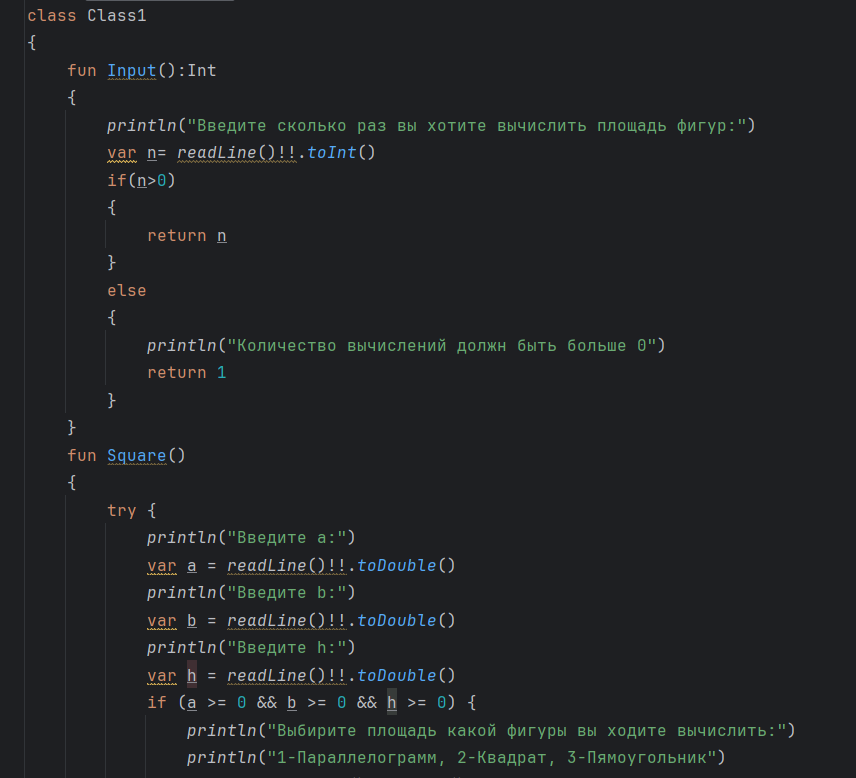 class Class1
{
fun Input():Int
{
println("Введите сколько раз вы хотите вычислить площадь фигур:")
var n= readLine()!!.toInt()
if(n>0)
{
return n
}
else
{
println("Количество вычислений должн быть больше 0")
return 1
}
}
fun Square()
{
try {
println("Введите a:")
var a = readLine()!!.toDouble()
println("Введите b:")
var b = readLine()!!.toDouble()
println("Введите h:")
var h = readLine()!!.toDouble()
if (a >= 0 && b >= 0 && h >= 0) {
println("Выбирите площадь какой фигуры вы ходите вычислить:")
println("1-Параллелограмм, 2-Квадрат, 3-Пямоугольник")